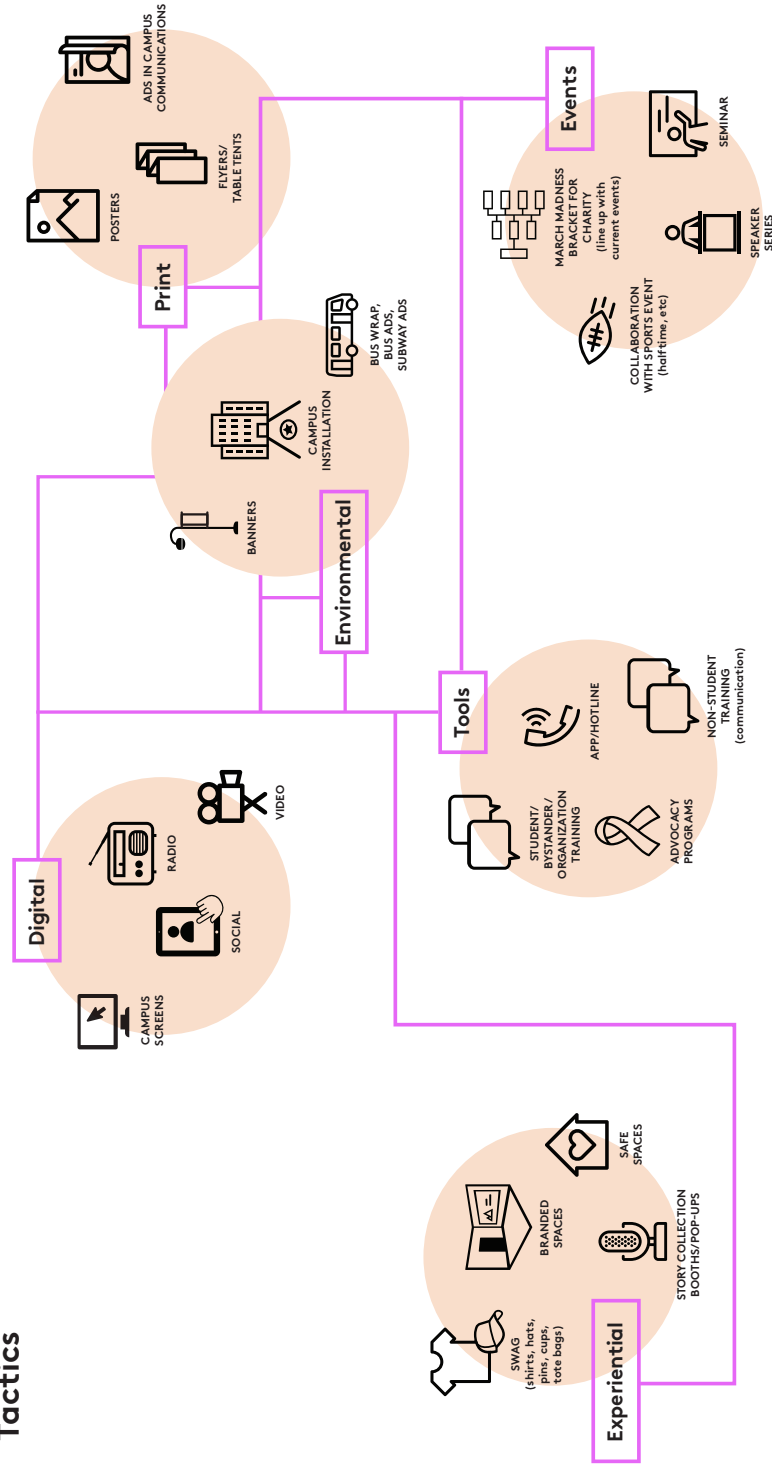 Tactics
Digital
CAMPUS
SCREENS
SOCIAL
RADIO
VIDEO
Print
POSTERS
FLYERS/
TABLE TENTS
ADS IN CAMPUS
COMMUNICATIONS
Environmental
BANNERS
CAMPUS
INSTALLATION
BUS WRAP,
BUS ADS,
SUBWAY ADS
Experiential
SWAG
(shirts, hats,
pins, cups,
tote bags)
BRANDED
SPACES
STORY COLLECTION
BOOTHS/POP-UPS
SAFE
SPACES
Tools
STUDENT/
BYSTANDER/
ORGANIZATION
TRAINING
APP/HOTLINE
ADVOCACY
PROGRAMS
NON-STUDENT
TRAINING
(communication)
Events
MARCH MADNESS
BRACKET FOR
CHARITY
(line up with
current events)
COLLABORATION
WITH SPORTS EVENT
(halftime, etc)
SPEAKER
SERIES
SEMINAR